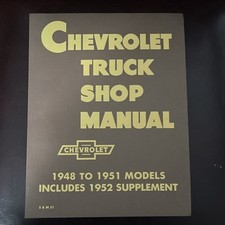 CHEVROLET
TRUCK
SHOP
MANUAL
CHEVROLET
1948 TO 1951 MODELS
INCLUDES 1952 SUPPLEMENT